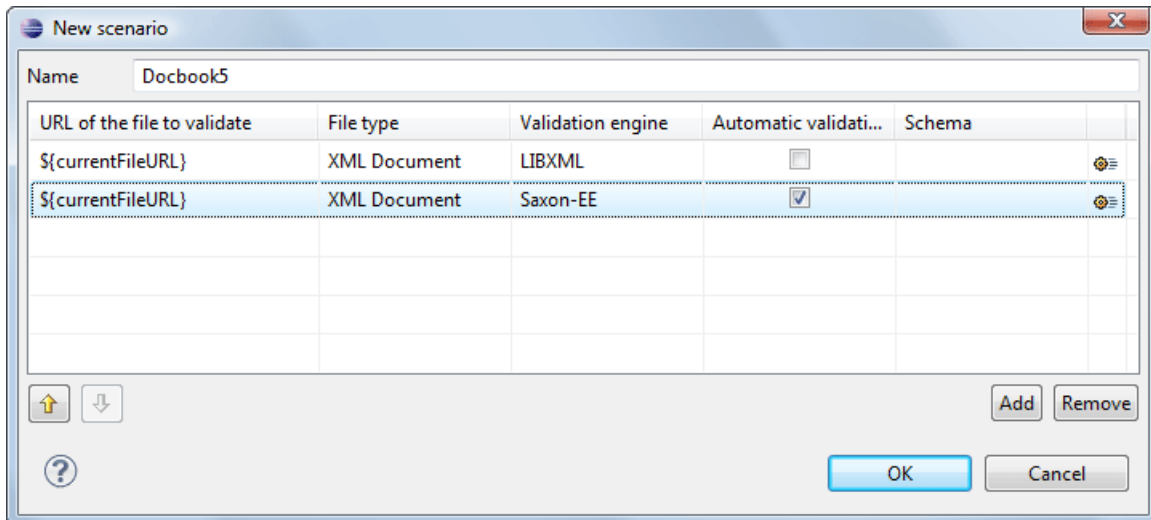 New scenario
Name Docbook5
URL of the file to validate File type Validation engine Automatic validati... Schema
${currentFileURL} XML Document LIBXML
${currentFileURL} XML Document Saxon-EE
Add Remove
OK Cancel